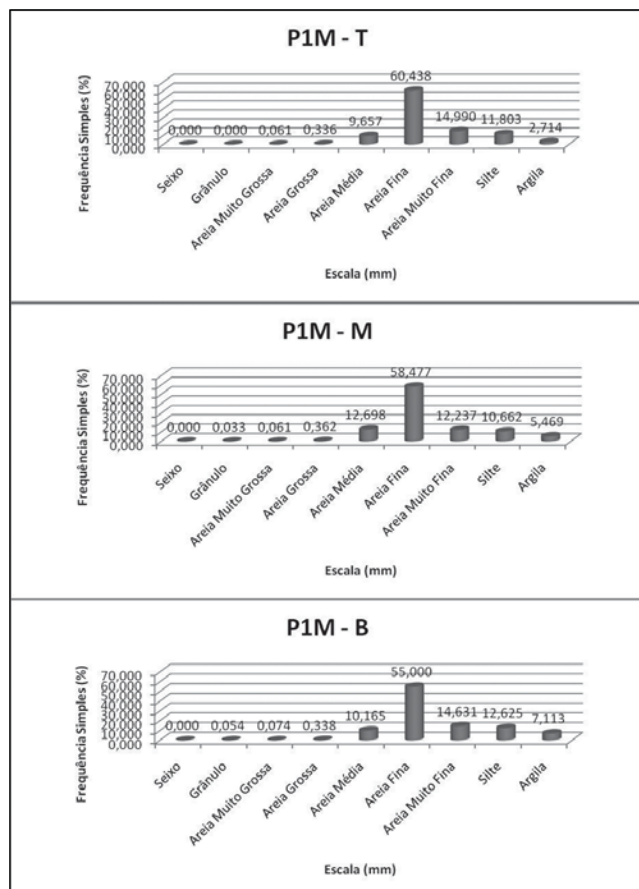 P1M - T
Frequência Simples (%)
70,000
60,000
50,000
40,000
30,000
20,000
10,000
0,000
0,000 0,000 0,061 0,336 9,657 60,438 14,990 11,803 2,714
Seixo
Grânulo
Areia Muito Grossa
Areia Grossa
Areia Média
Areia Fina
Areia Muito Fina
Silte
Argila
Escala (mm)
P1M - M
Frequência Simples (%)
70,000
60,000
50,000
40,000
30,000
20,000
10,000
0,000
0,000 0,033 0,061 0,362 12,698 58,477 12,237 10,662 5,469
Seixo
Grânulo
Areia Muito Grossa
Areia Grossa
Areia Média
Areia Fina
Areia Muito Fina
Silte
Argila
Escala (mm)
P1M - B
Frequência Simples (%)
70,000
60,000
50,000
40,000
30,000
20,000
10,000
0,000
0,000 0,054 0,074 0,338 10,165 55,000 14,631 12,625 7,113
Seixo
Grânulo
Areia Muito Grossa
Areia Grossa
Areia Média
Areia Fina
Areia Muito Fina
Silte
Argila
Escala (mm)